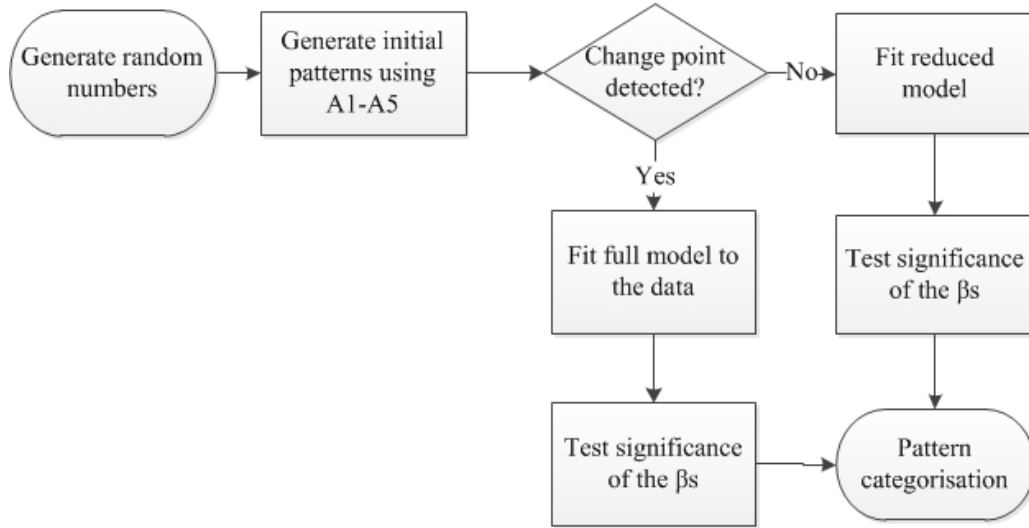 Generate random
numbers
Generate initial
patterns using
A1-A5
Change point
detected?
No
Fit reduced
model
Yes
Fit full model to
the data
Test significance
of the βs
Test significance
of the βs
Pattern
categorisation